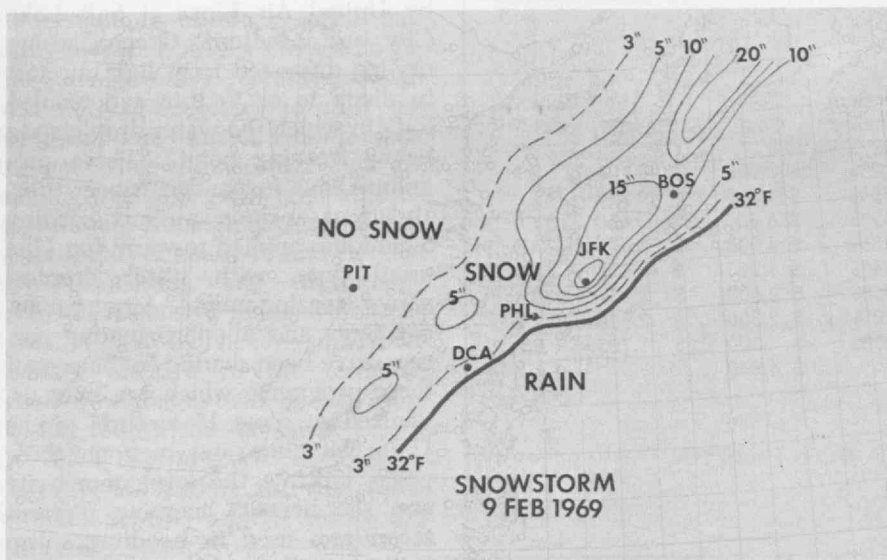 3" 5" 10" 20" 10"
15" BOS 5"
32°F
NO SNOW
JFK
SNOW
PIT
5"
PHL
DCA
RAIN
5"
3"
3" 32°F
SNOWSTORM
9 FEB 1969